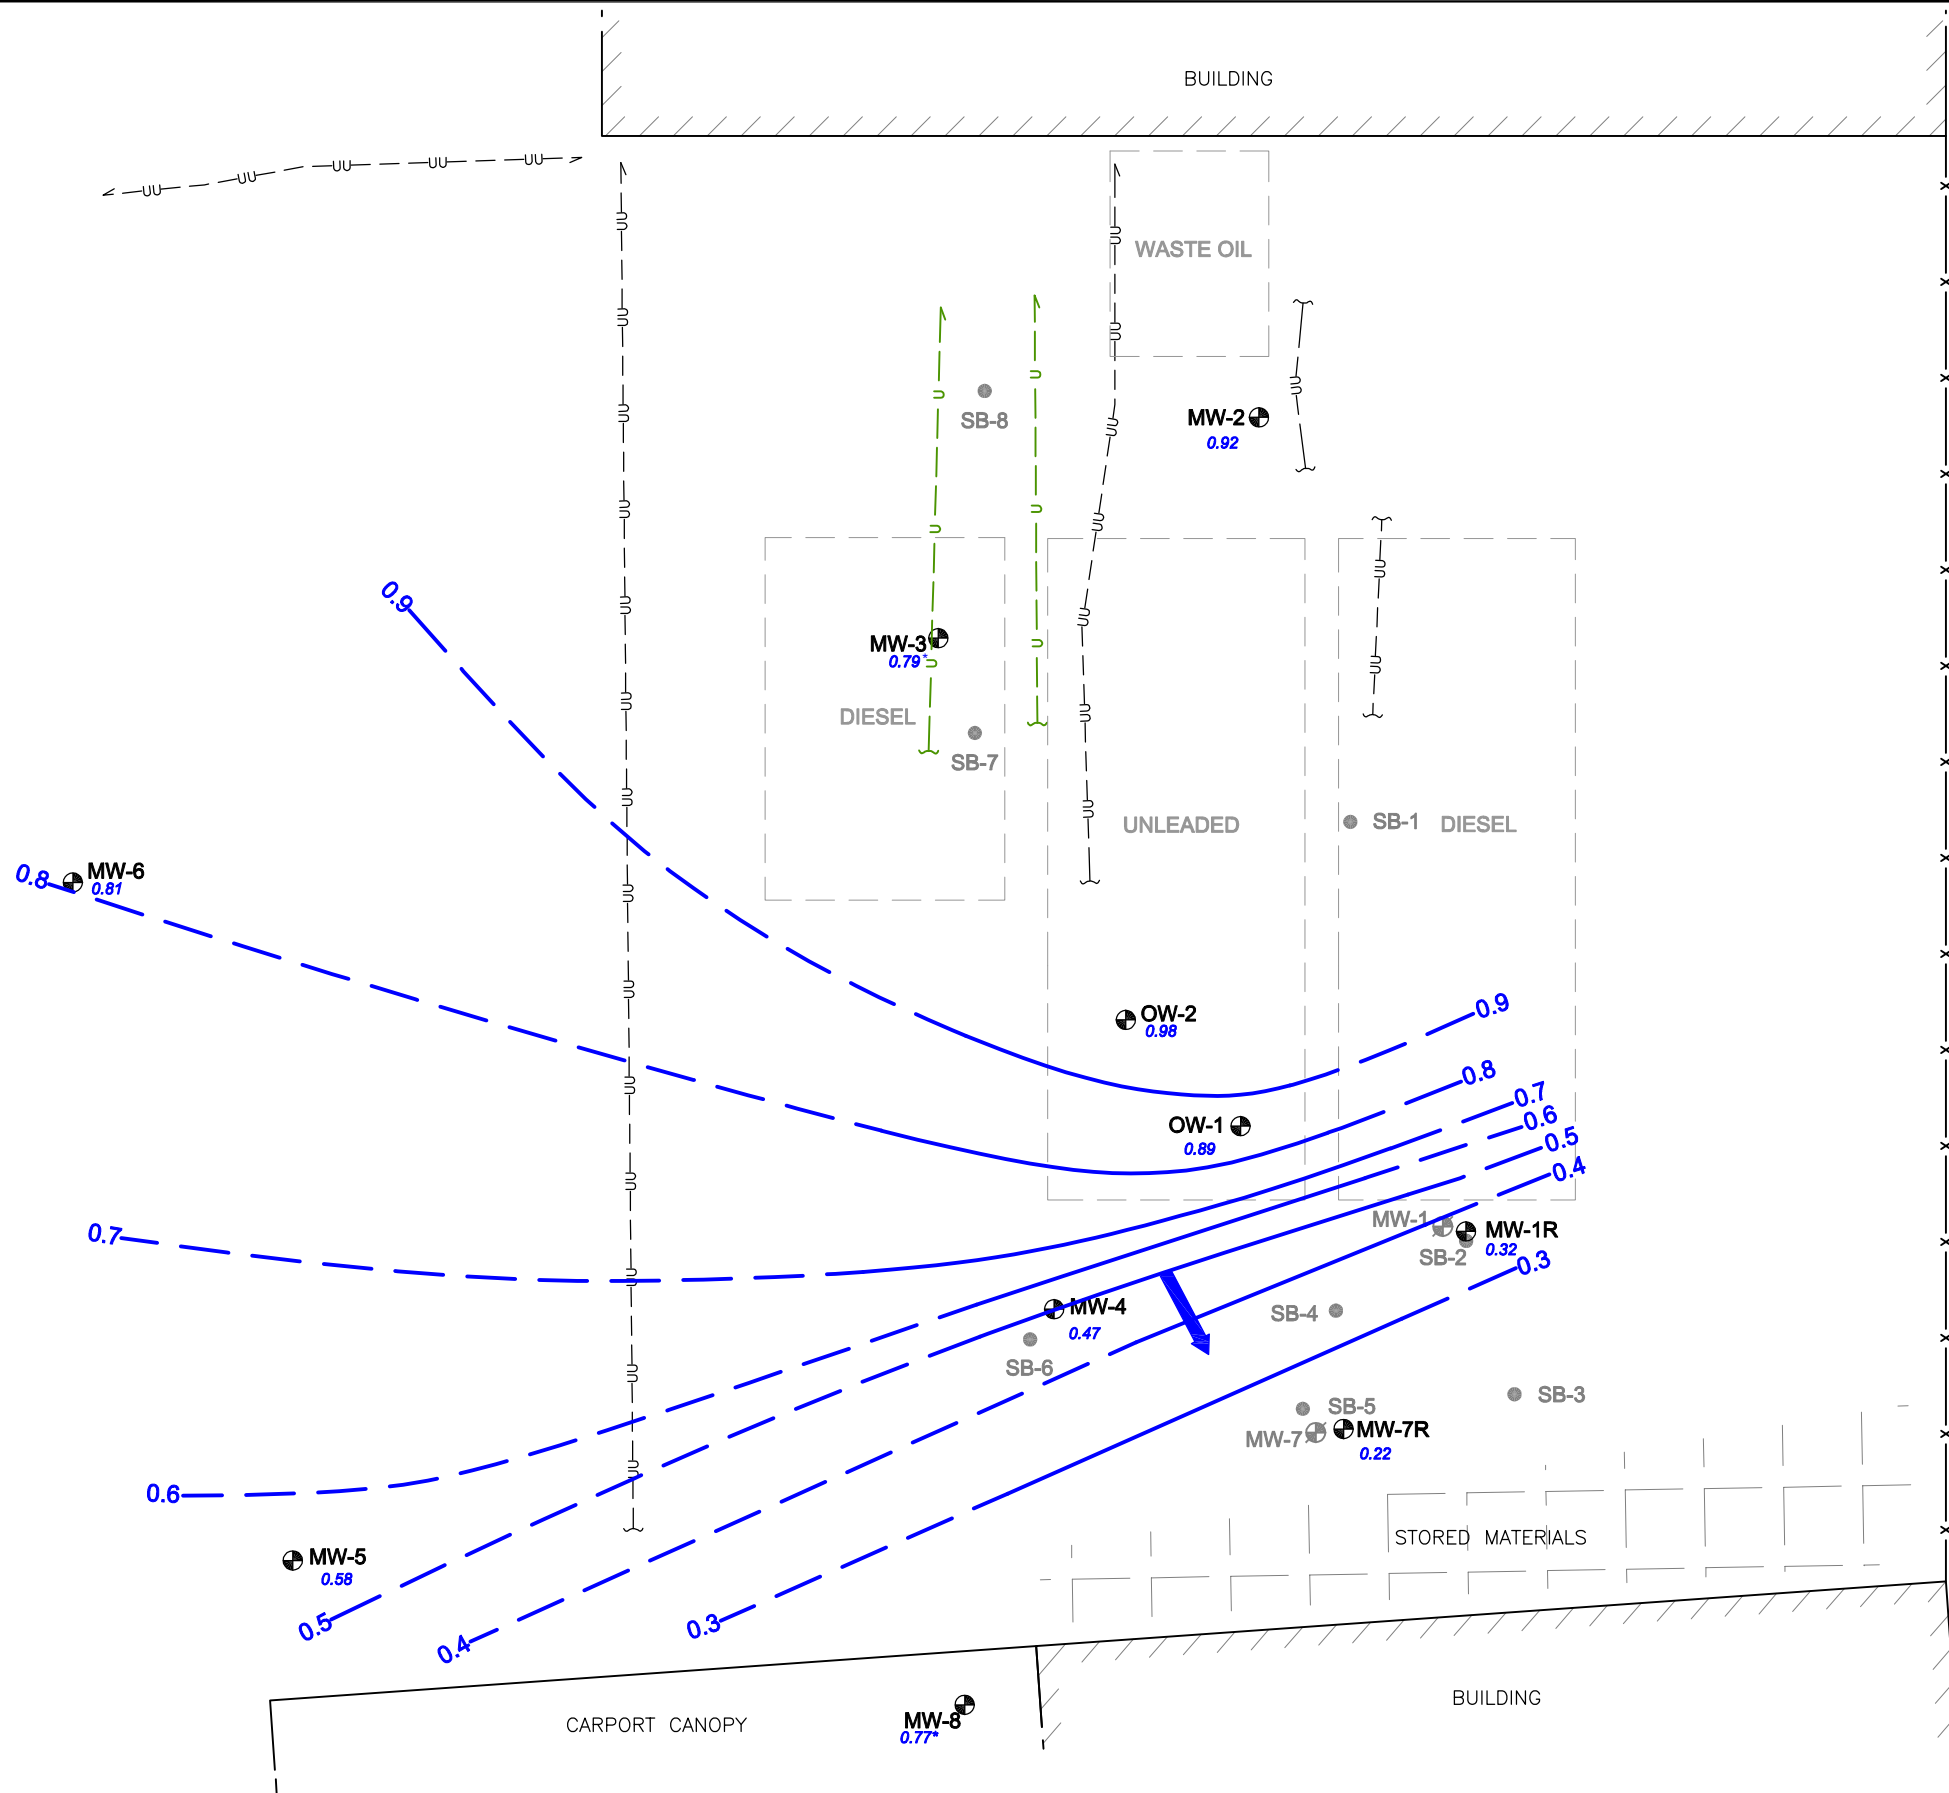 BUILDING
UU UU UU UU UU
WASTE OIL
SB-8
MW-2
0.92
0.9
MW-3
0.79*
DIESEL
SB-7
UNLEADED
SB-1
DIESEL
0.8
MW-6
0.81
OW-2
0.98
0.9
0.8
0.7
0.6
0.5
0.4
OW-1
0.89
0.7
MW-1
MW-1R
0.32
SB-2
0.3
MW-4
0.47
SB-4
SB-6
SB-3
SB-5
MW-7
MW-7R
0.22
0.6
STORED MATERIALS
MW-5
0.58
0.5
0.4
0.3
BUILDING
CARPORT CANOPY
MW-8
0.77*